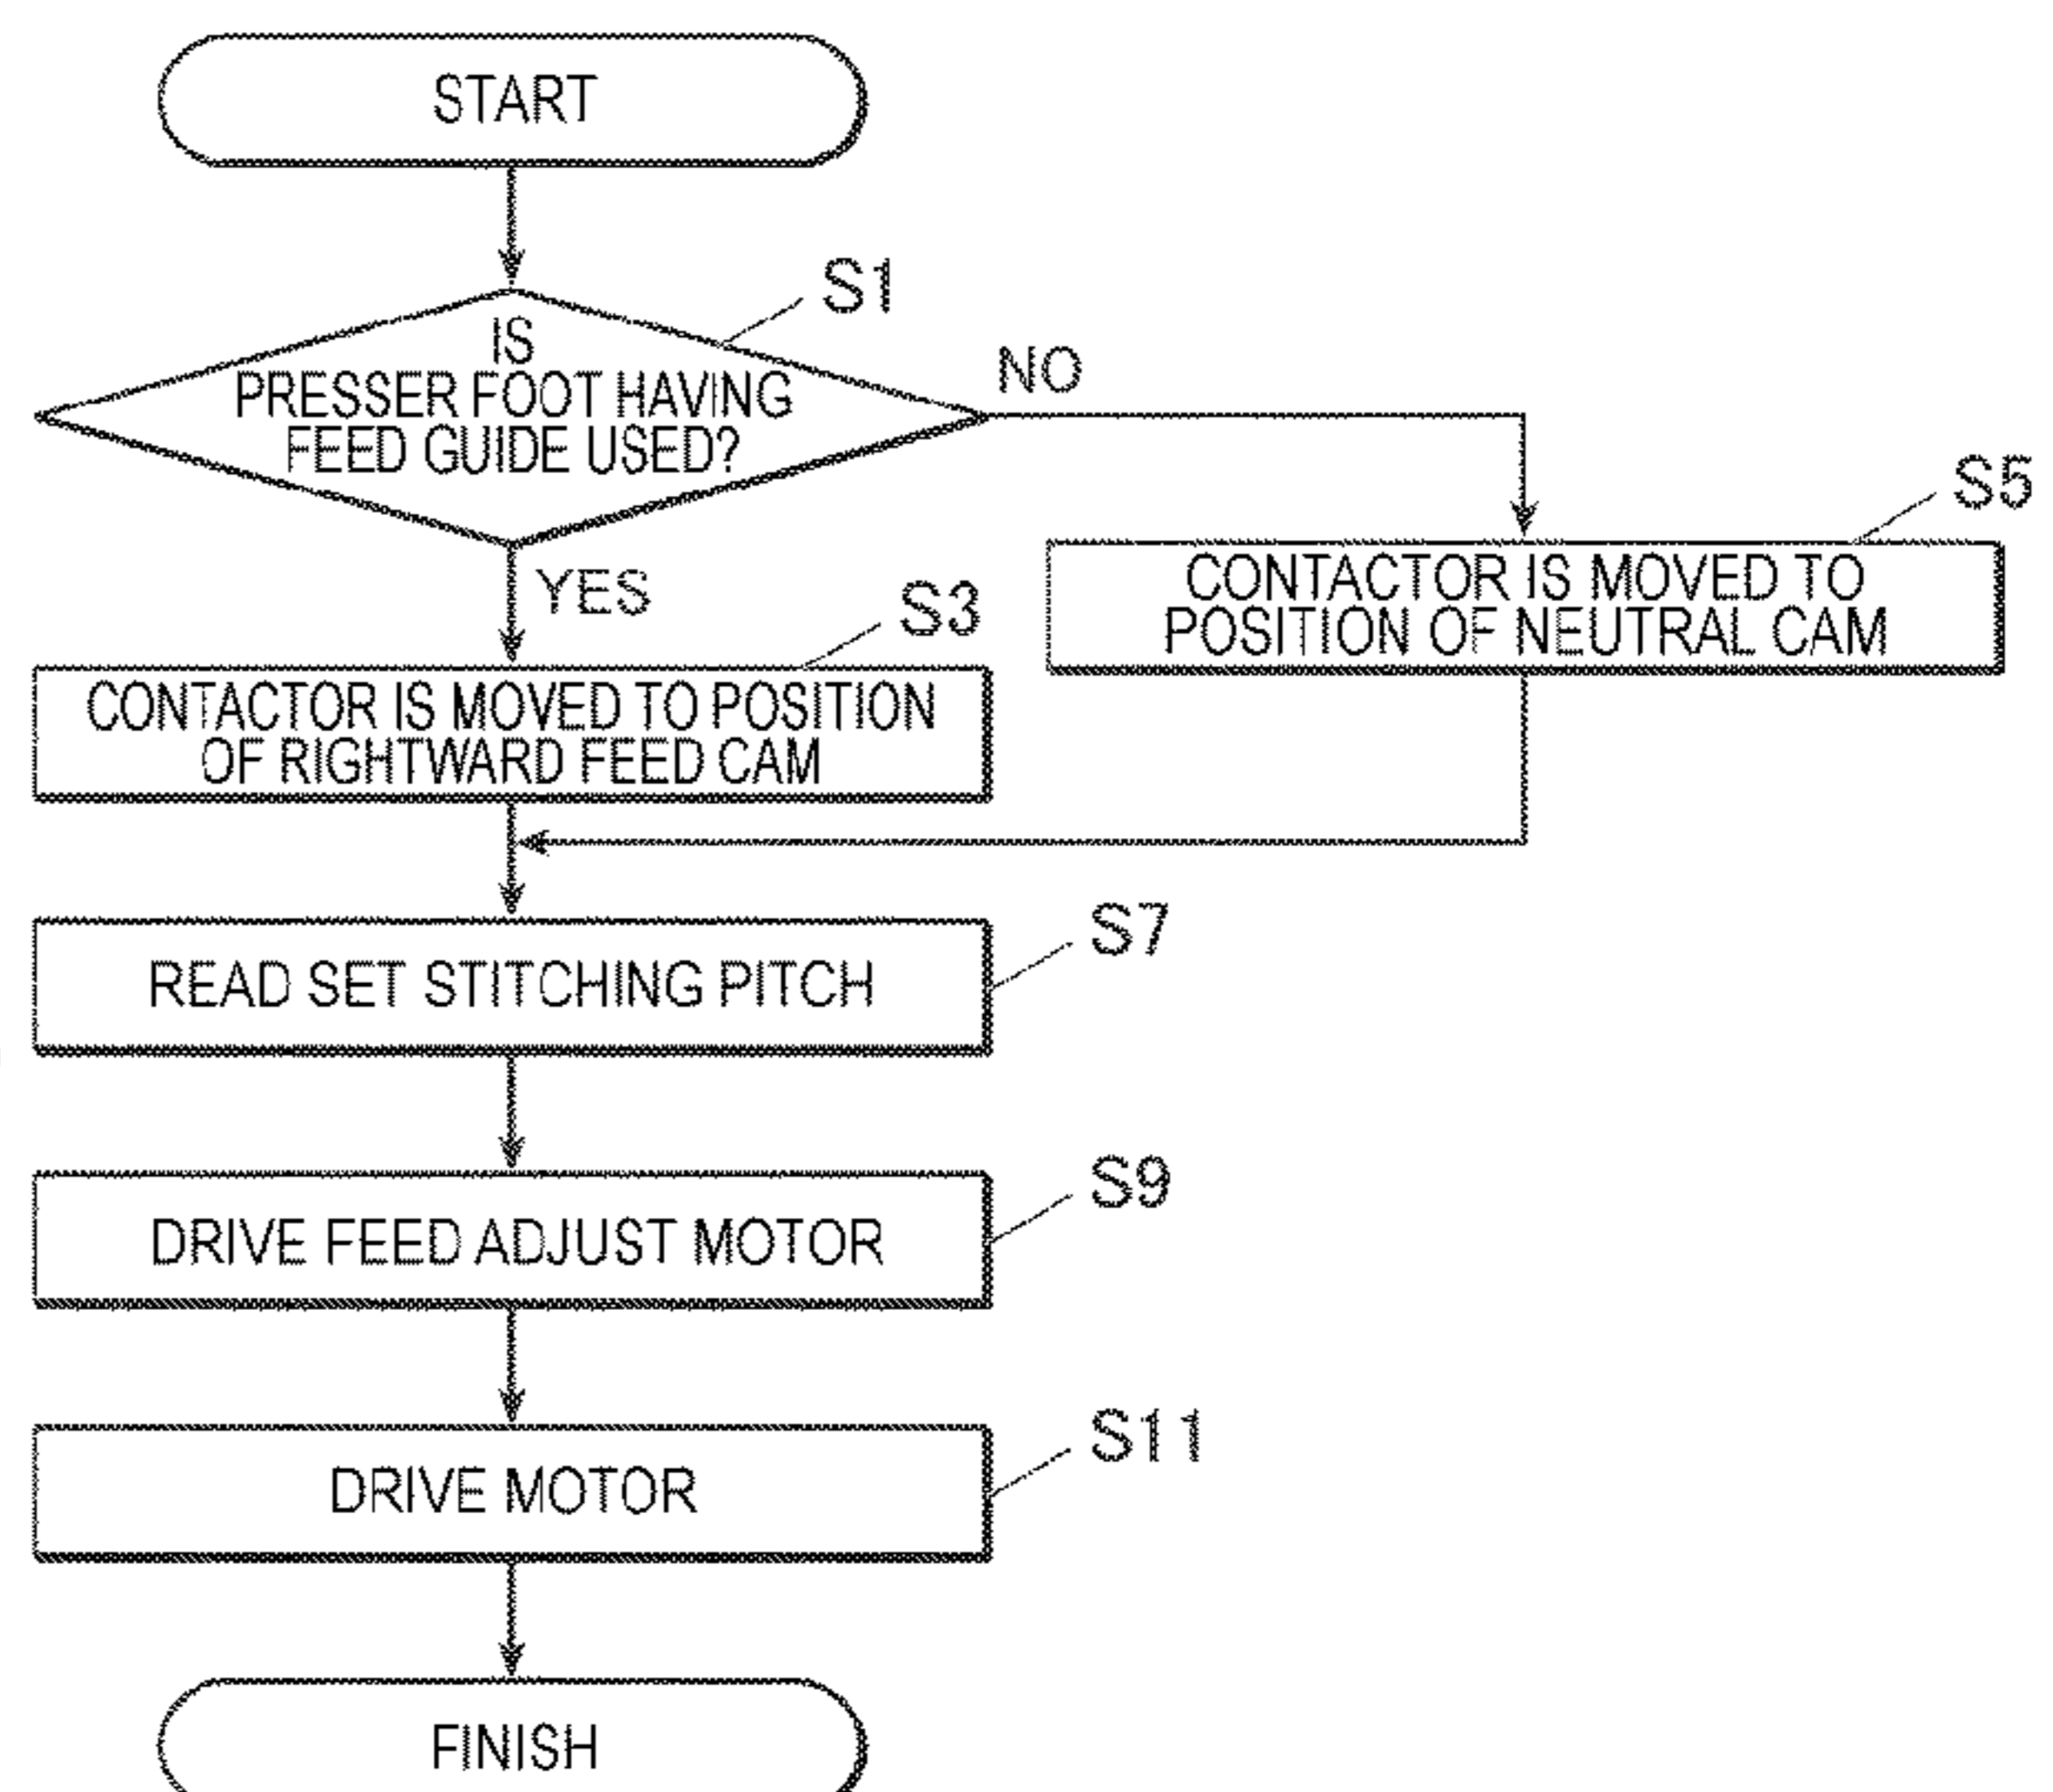 START
S1
IS
PRESSER FOOT HAVING
FEED GUIDE USED?
NO
YES
S5
CONTACTOR IS MOVED TO
POSITION OF NEUTRAL CAM
S3
CONTACTOR IS MOVED TO POSITION
OF RIGHTWARD FEED CAM
S7
READ SET STITCHING PITCH
S9
DRIVE FEED ADJUST MOTOR
S11
DRIVE MOTOR
FINISH